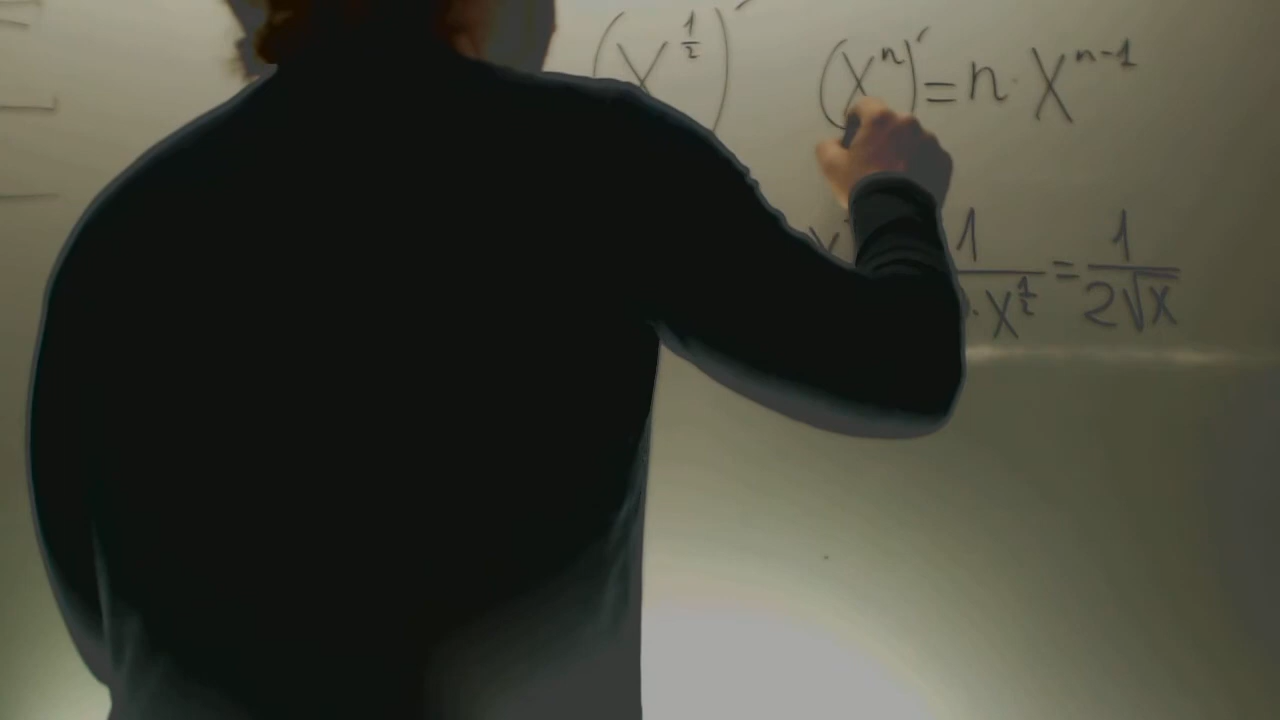 (x^{1/2})' (x^n)' = n · x^{n-1}
1/(· x^{1/2}) = 1/(2√x)